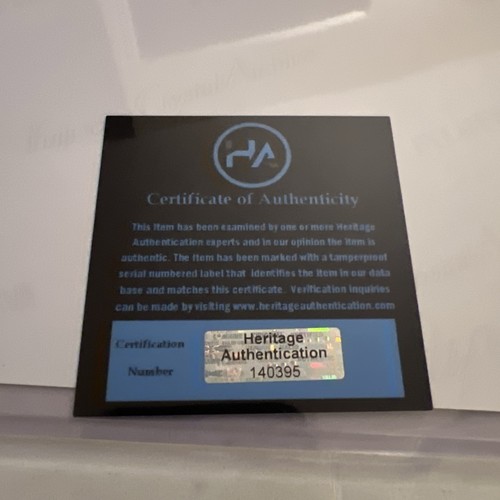 HA
Certificate of Authenticity
This item has been examined by one or more Heritage
Authentication experts and in our opinion the item is
authentic. The item has been marked with a tamperproof
serial numbered label that identifies the item in our data
base and matches this certificate. Verification inquiries
can be made by visiting www.heritageauthentication.com
Certification
Number
Heritage
Authentication
140395